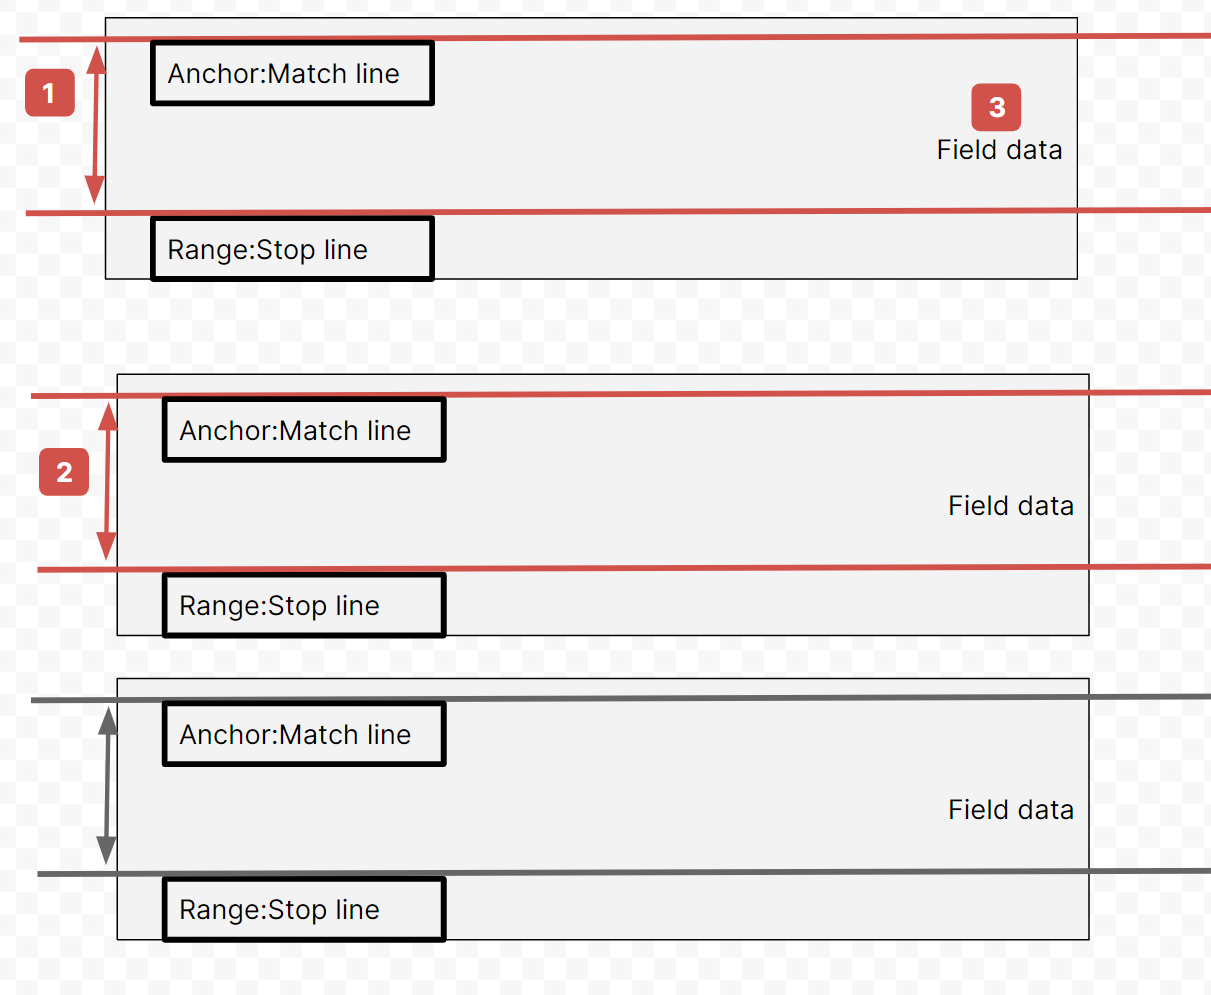 Anchor:Match line
1
3
Field data
Range:Stop line
Anchor:Match line
2
Field data
Range:Stop line
Anchor:Match line
Field data
Range:Stop line